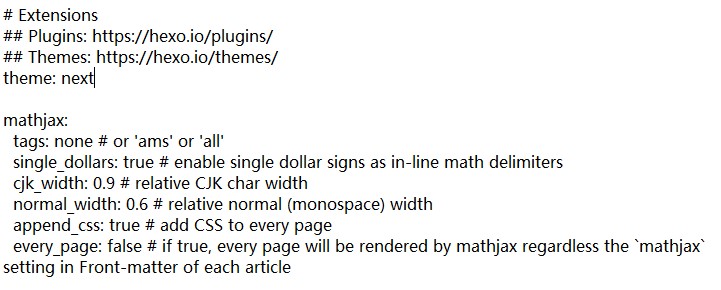 # Extensions
## Plugins: https://hexo.io/plugins/
## Themes: https://hexo.io/themes/
theme: next
mathjax:
  tags: none # or 'ams' or 'all'
  single_dollars: true # enable single dollar signs as in-line math delimiters
  cjk_width: 0.9 # relative CJK char width
  normal_width: 0.6 # relative normal (monospace) width
  append_css: true # add CSS to every page
  every_page: false # if true, every page will be rendered by mathjax regardless the `mathjax`
setting in Front-matter of each article